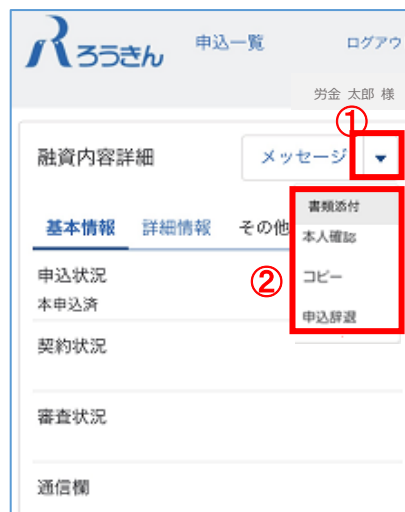 ろうきん 申込一覧 ログアウ
労金 太郎 様
①
融資内容詳細 メッセージ ▼
書類添付
基本情報 詳細情報 その他
本人確認
申込状況 ② コピー
本申込済 申込辞退
契約状況
審査状況
通信欄